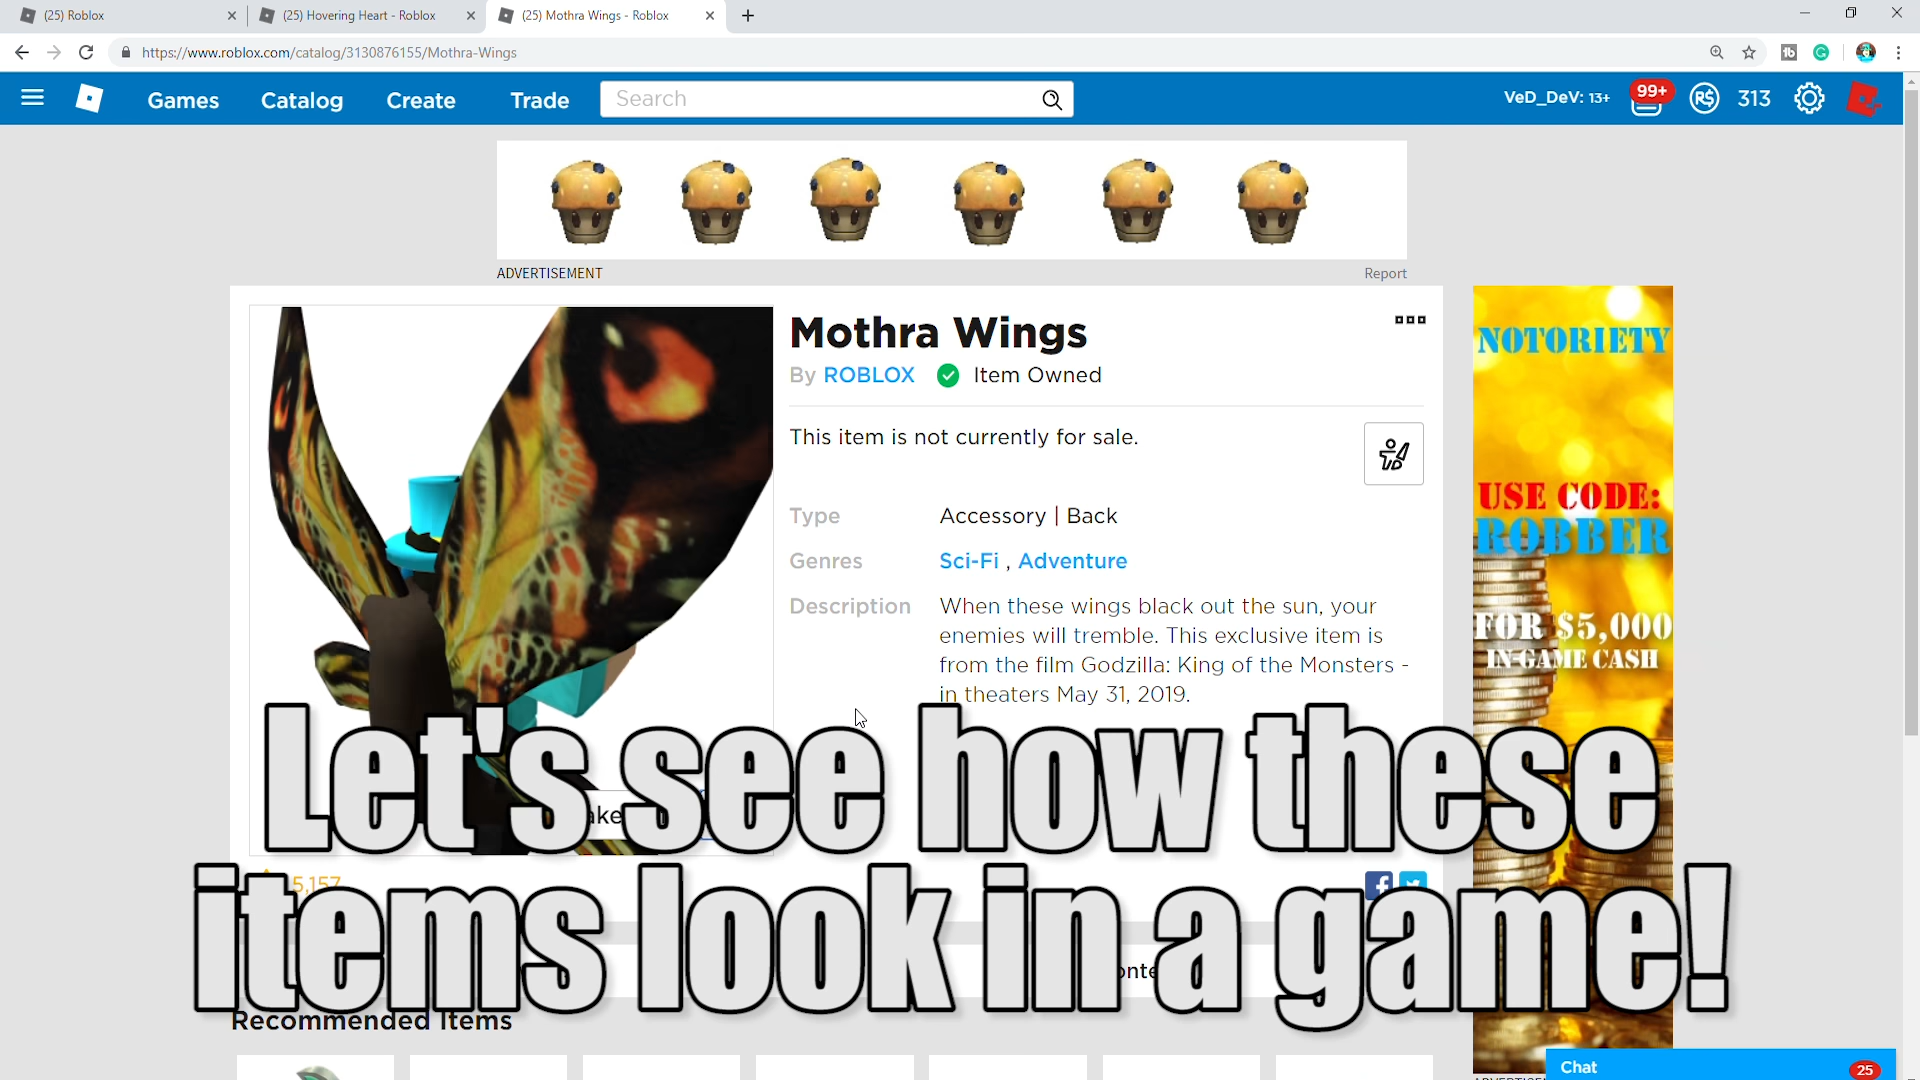 (25) Roblox
(25) Hovering Heart - Roblox
(25) Mothra Wings - Roblox
https://www.roblox.com/catalog/3130876155/Mothra-Wings
Games Catalog Create Trade
Search
VeD_DeV: 13+
99+
R$
313
ADVERTISEMENT
Report
Mothra Wings
By ROBLOX Item Owned
This item is not currently for sale.
Type Accessory | Back
Genres Sci-Fi , Adventure
Description When these wings black out the sun, your
enemies will tremble. This exclusive item is
from the film Godzilla: King of the Monsters -
in theaters May 31, 2019.
NOTORIETY
USE CODE:
ROBBER
FOR $5,000
IN-GAME CASH
Let's see how these
items look in a game!
5,157
Recommended Items
Chat
25